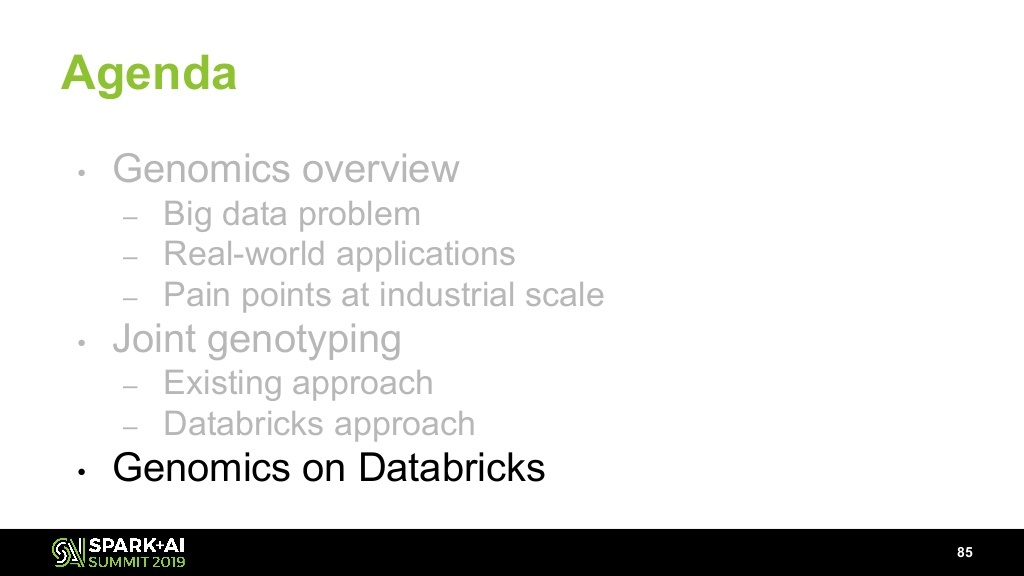 Agenda
• Genomics overview
– Big data problem
– Real-world applications
– Pain points at industrial scale
• Joint genotyping
– Existing approach
– Databricks approach
• Genomics on Databricks
SPARK+AI
SUMMIT 2019
85